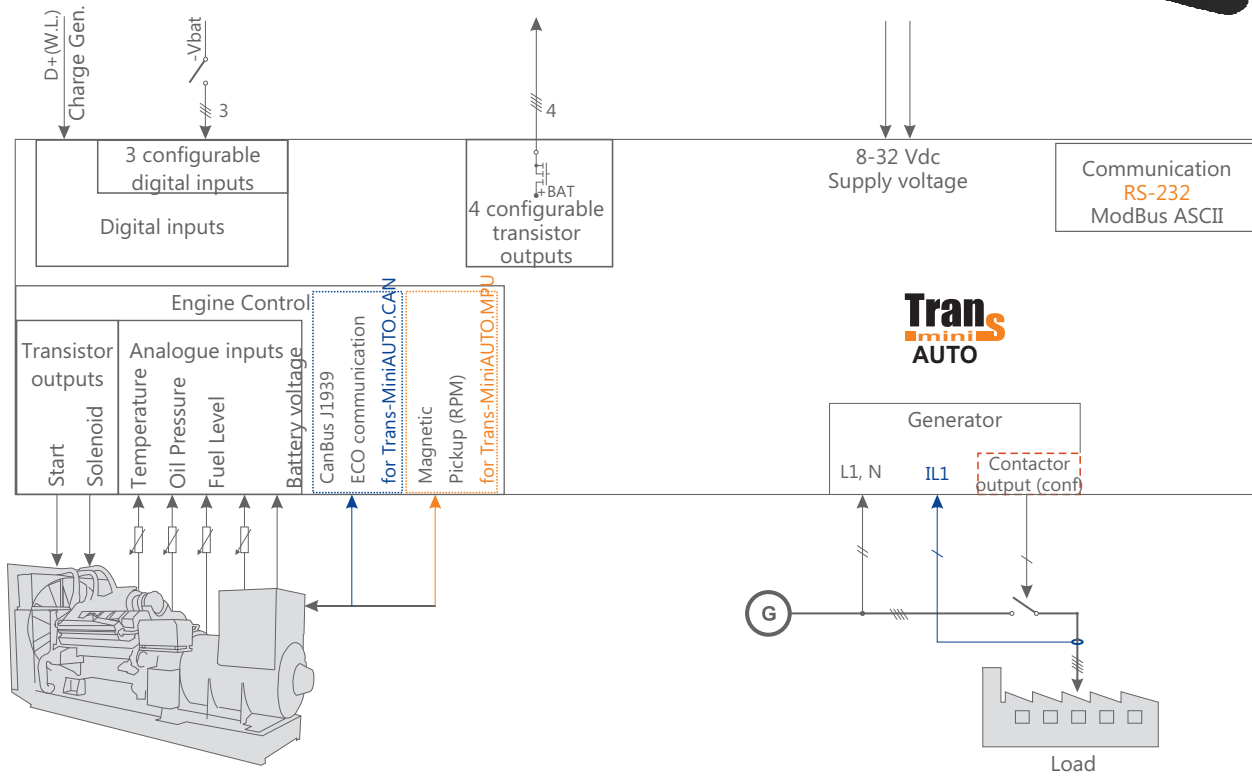 D+(W.L.)
Charge Gen.
-Vbat
3
4
3 configurable
digital inputs
Digital inputs
+BAT
4 configurable
transistor
outputs
8-32 Vdc
Supply voltage
Communication
RS-232
ModBus ASCII
Engine Control
Transistor
outputs
Start
Solenoid
Analogue inputs
Temperature
Oil Pressure
Fuel Level
Battery voltage
CanBus J1939
ECO communication
for Trans-MiniAUTO.CAN
Magnetic
Pickup (RPM)
for Trans-MiniAUTO.MPU
Trans
mini
AUTO
Generator
L1, N
IL1
Contactor
output (conf)
G
Load